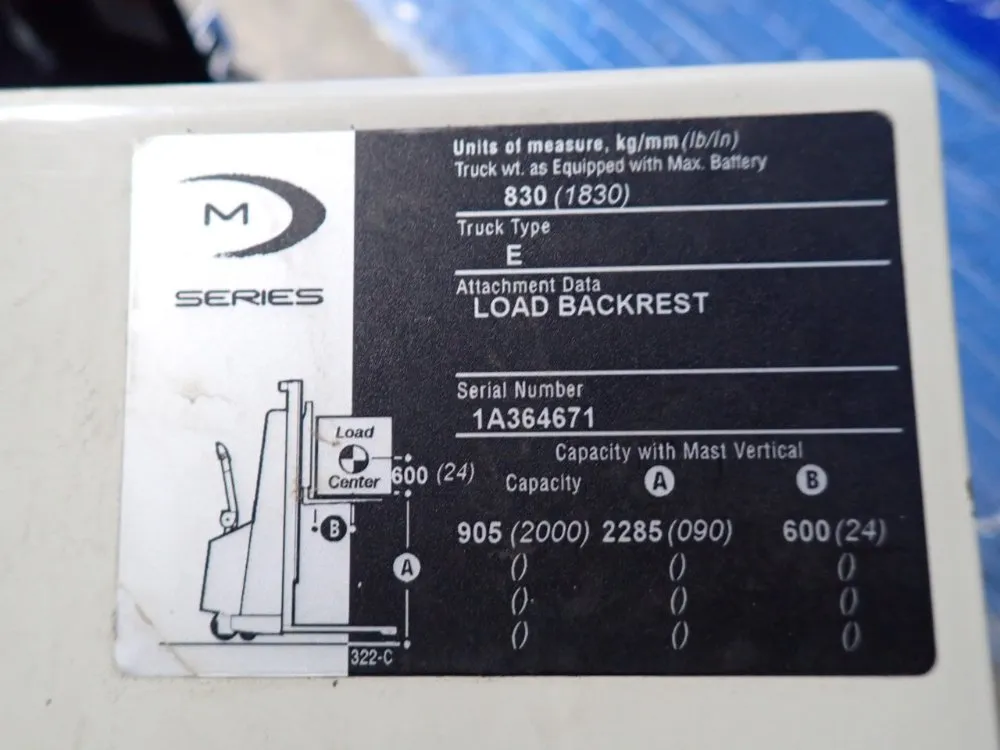 M
SERIES
Units of measure, kg/mm (lb/in)
Truck wt. as Equipped with Max. Battery
830 (1830)
Truck Type
E
Attachment Data
LOAD BACKREST
Serial Number
1A364671
Capacity with Mast Vertical
Capacity A B
905 (2000) 2285 (090) 600 (24)
() () ()
() () ()
() () ()
Load
Center
600 (24)
B
A
322-C